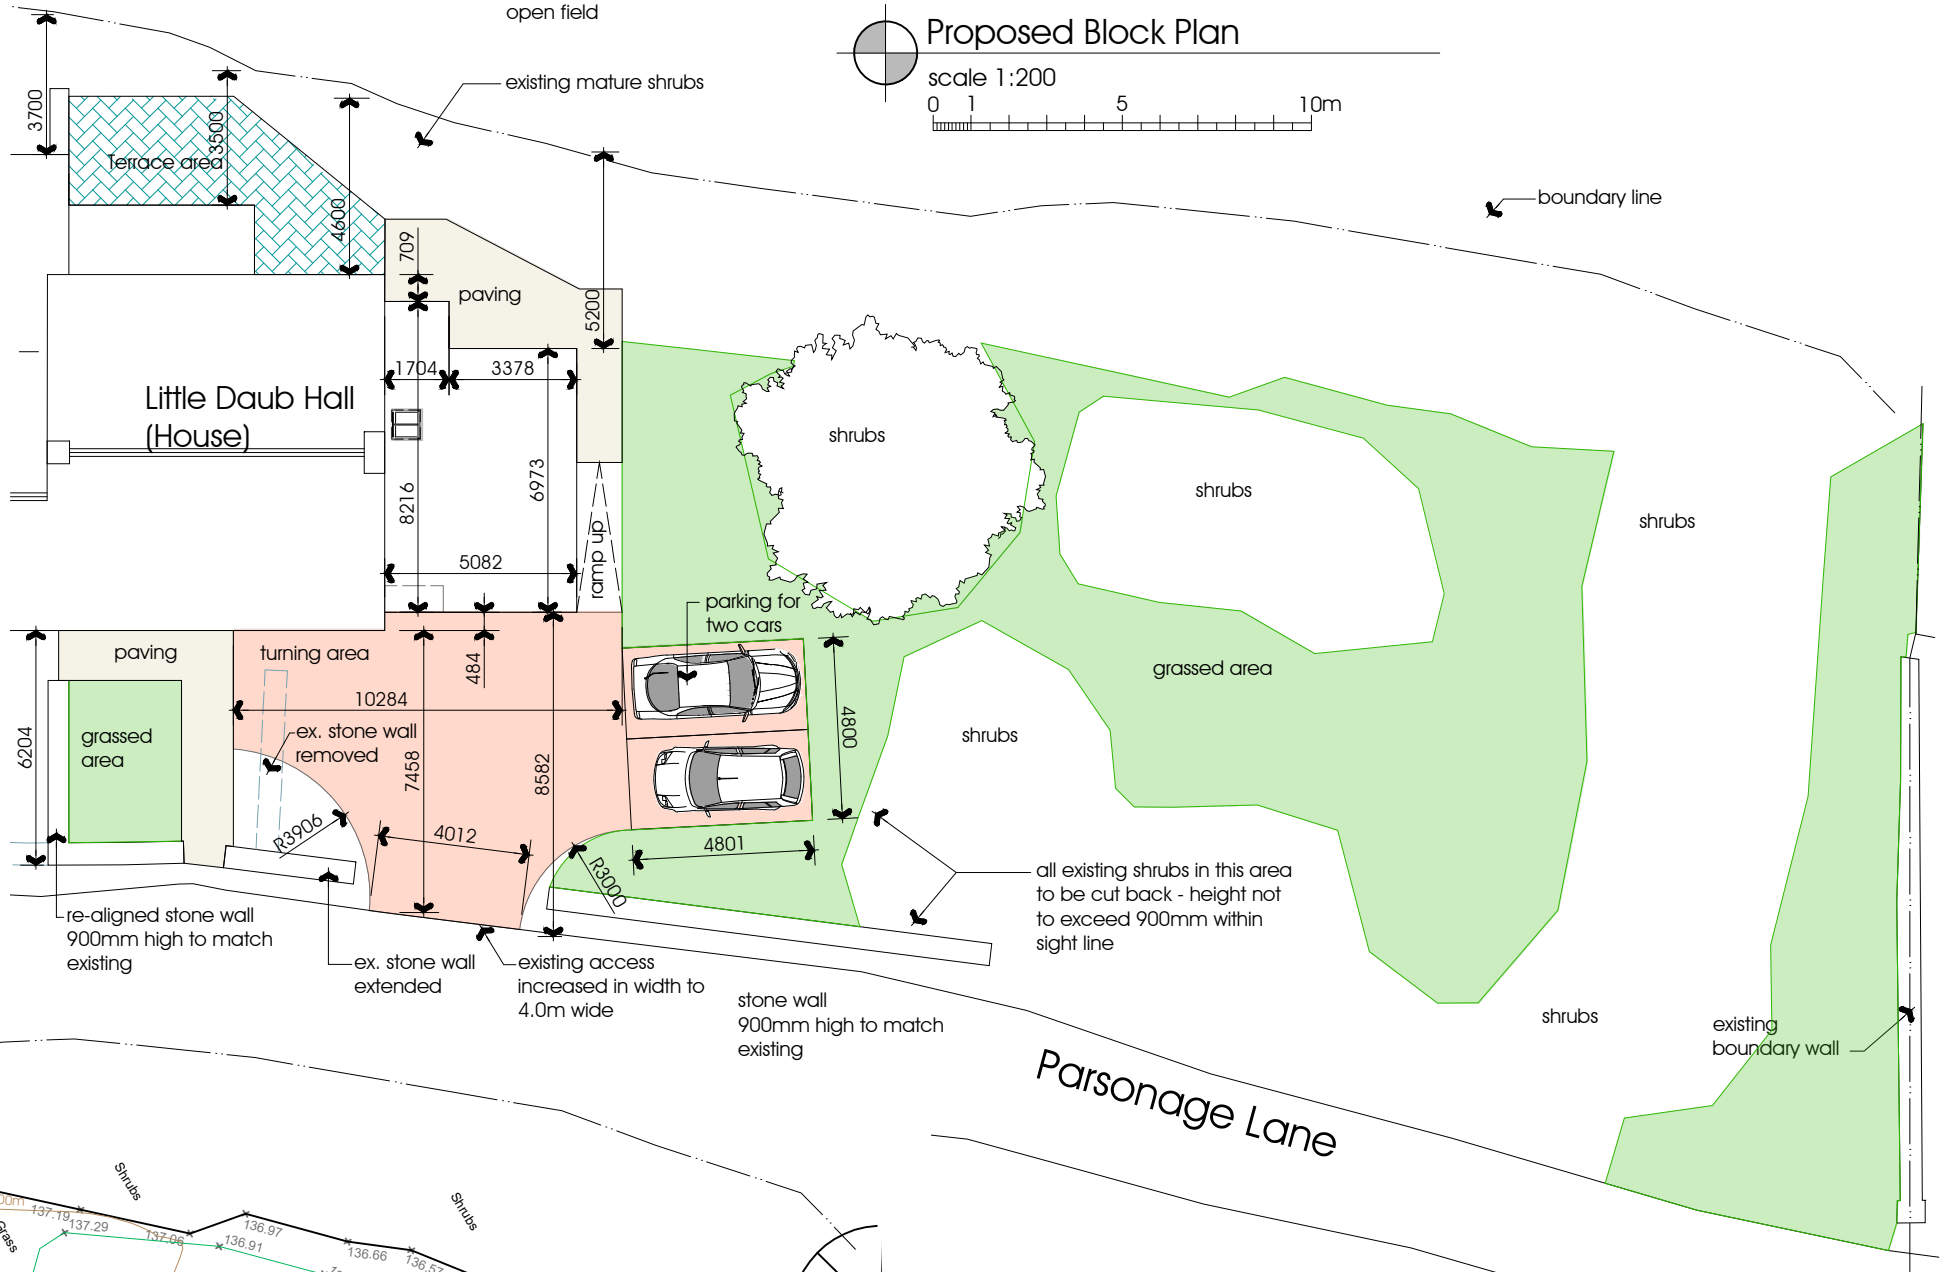 open field
Proposed Block Plan
scale 1:200
0 1 5 10m
existing mature shrubs
3700
3500
Terrace area
4600
boundary line
709
paving
5200
1704
3378
Little Daub Hall
(House)
shrubs
shrubs
shrubs
8216
6973
5082
ramp up
parking for
two cars
paving
turning area
484
grassed area
10284
4800
ex. stone wall
removed
grassed
area
6204
7458
8582
shrubs
R3906
4012
4801
R3000
all existing shrubs in this area
to be cut back - height not
to exceed 900mm within
sight line
re-aligned stone wall
900mm high to match
existing
ex. stone wall
extended
existing access
increased in width to
4.0m wide
stone wall
900mm high to match
existing
shrubs
existing
boundary wall
Parsonage Lane
Shrubs
Shrubs
00m
137.19
137.29
137.06
136.97
136.91
136.66
136.57
Grass